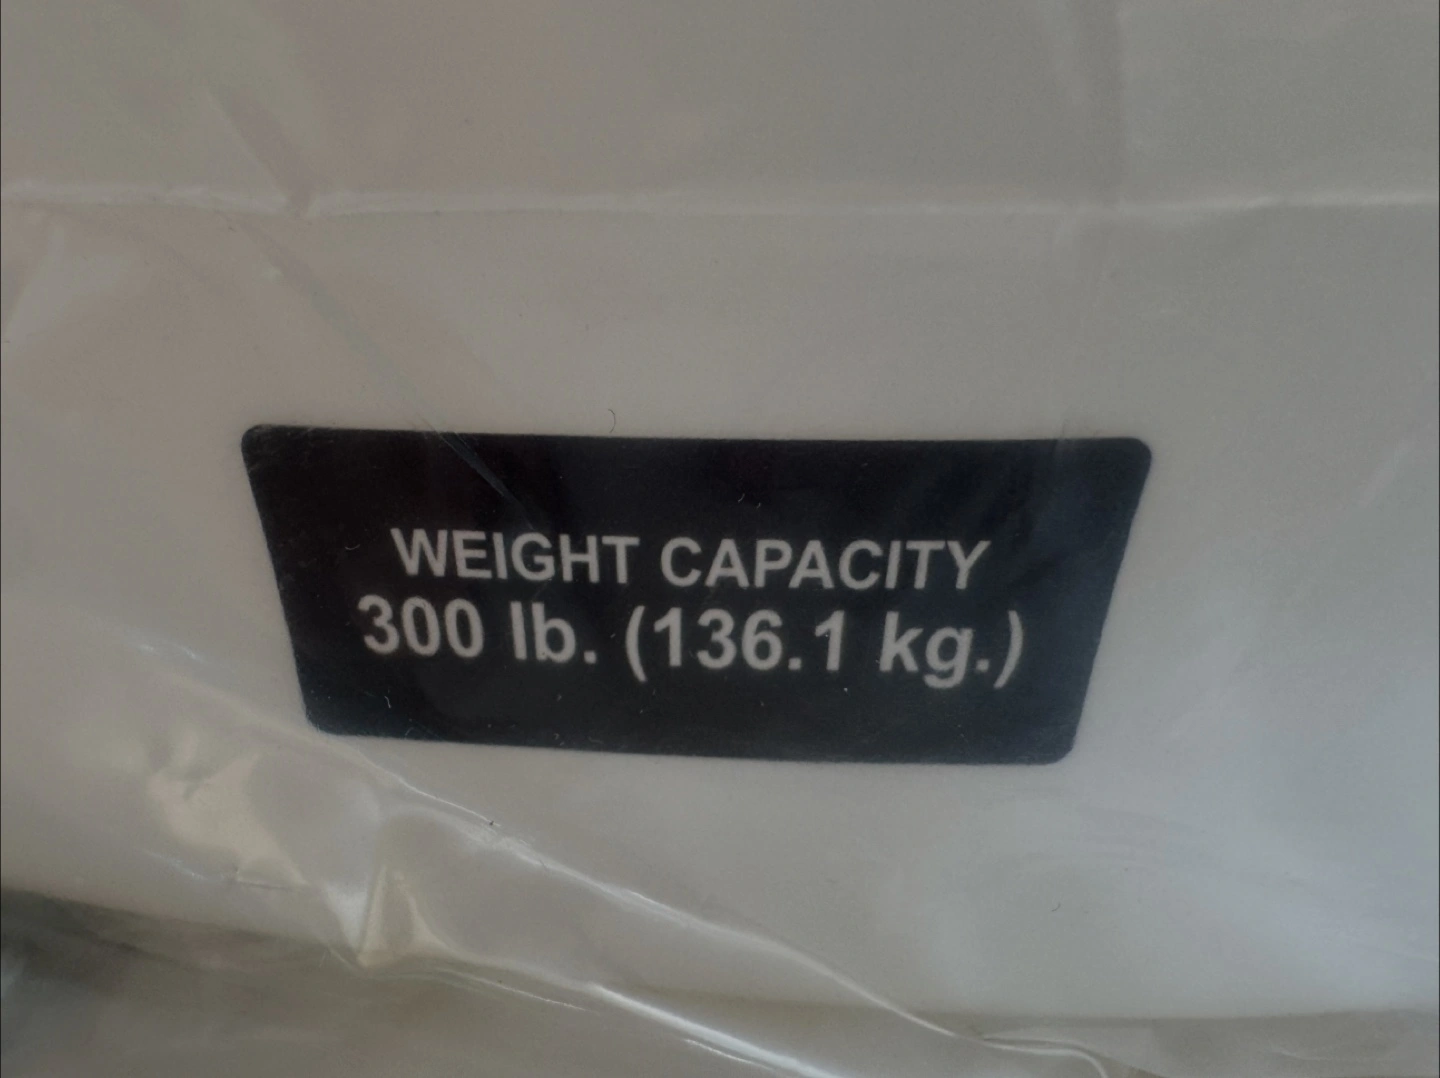 WEIGHT CAPACITY
300 lb. (136.1 kg.)